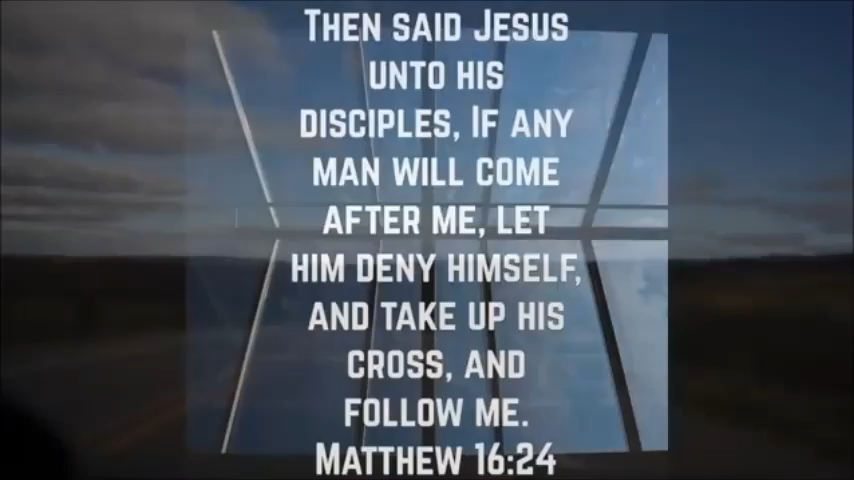 Then said Jesus
unto his
disciples, If any
man will come
after me, let
him deny himself,
and take up his
cross, and
follow me.
Matthew 16:24